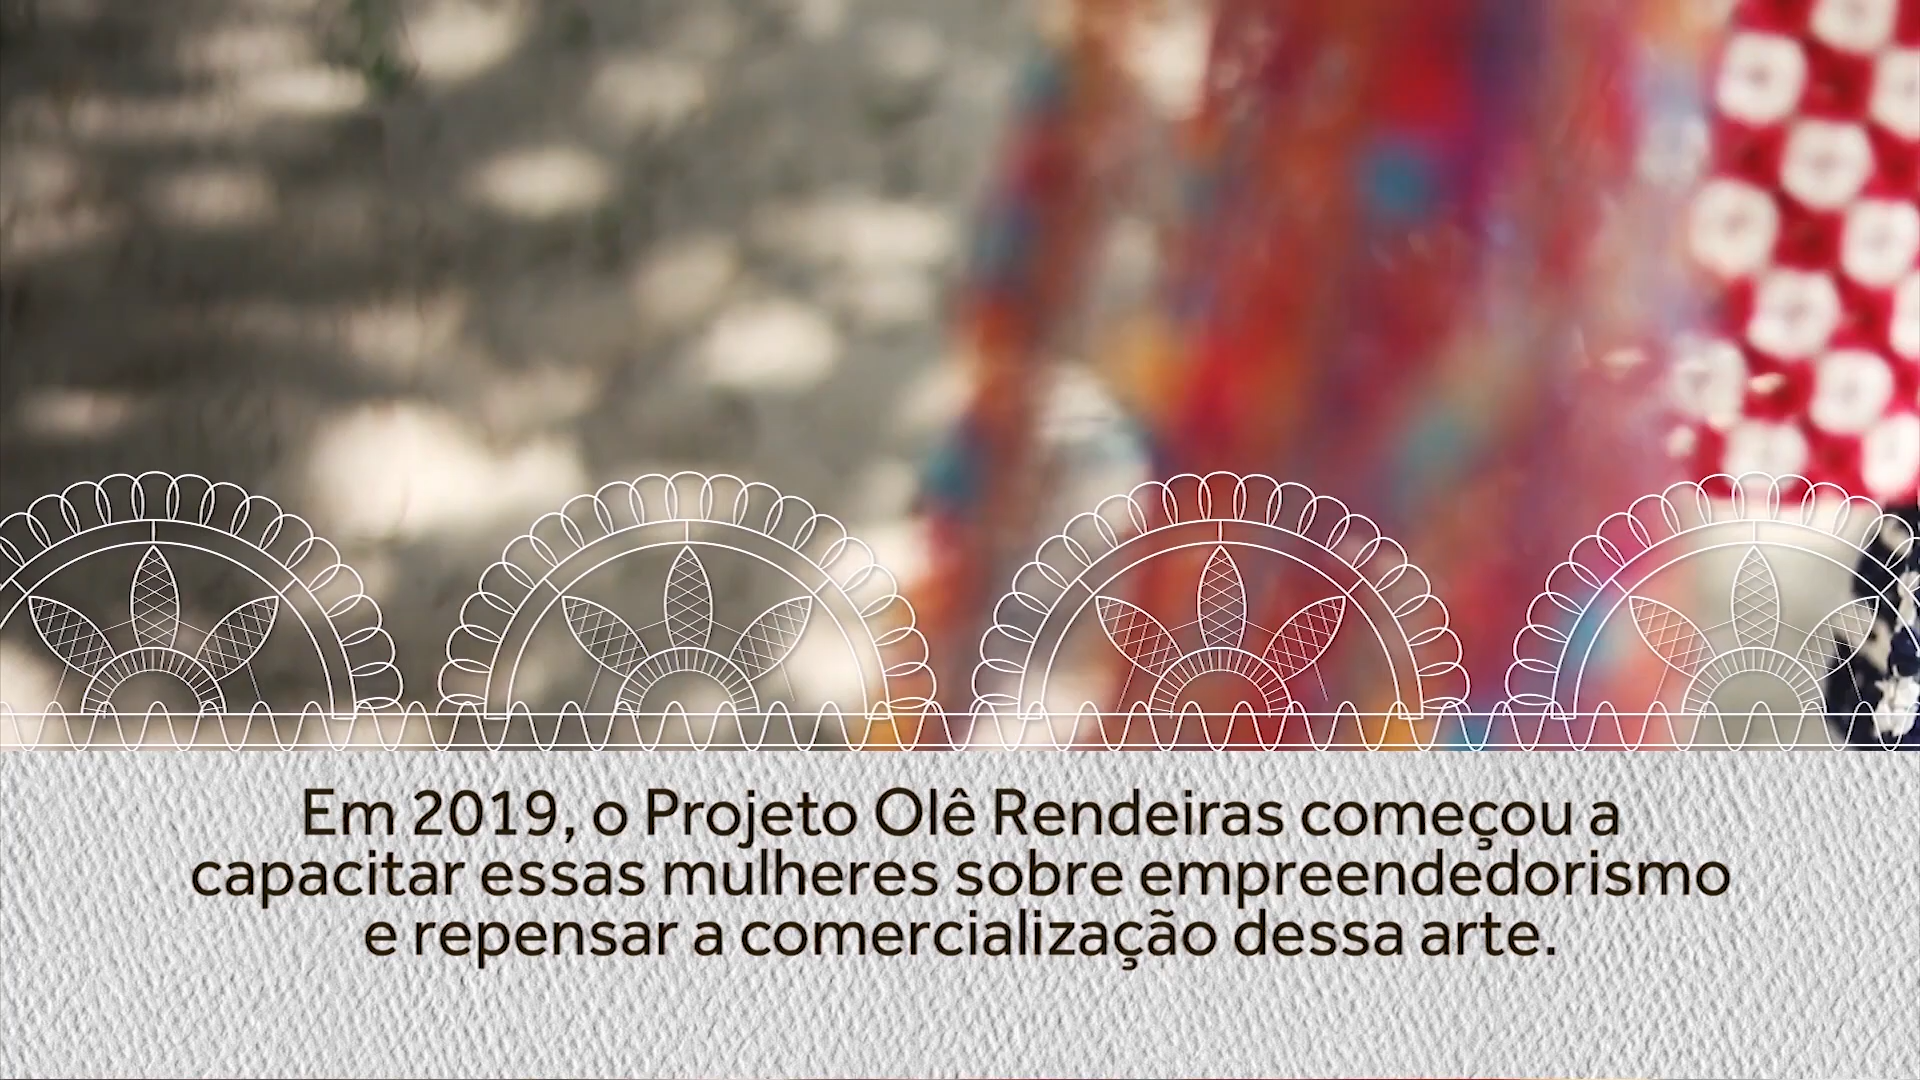 Em 2019, o Projeto Olê Rendeiras começou a
capacitar essas mulheres sobre empreendedorismo
e repensar a comercialização dessa arte.